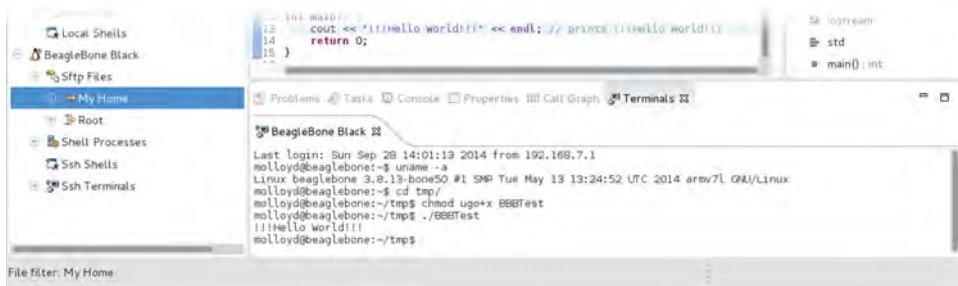 Local Shells
BeagleBone Black
Sftp Files
My Home
Root
Shell Processes
Ssh Shells
Ssh Terminals
int main()
13 cout << "!!!Hello World!!!" << endl; // prints !!!Hello World!!!
14 return 0;
15 }
iostream
std
main() : int
Problems Tasks Console Properties Call Graph Terminals
BeagleBone Black
Last login: Sun Sep 28 14:01:13 2014 from 192.168.7.1
molloyd@beaglebone:~$ uname -a
Linux beaglebone 3.8.13-bone50 #1 SMP Tue May 13 13:24:52 UTC 2014 armv7l GNU/Linux
molloyd@beaglebone:~$ cd tmp/
molloyd@beaglebone:~/tmp$ chmod ugo+x BBBTest
molloyd@beaglebone:~/tmp$ ./BBBTest
!!!Hello World!!!
molloyd@beaglebone:~/tmp$
File filter: My Home